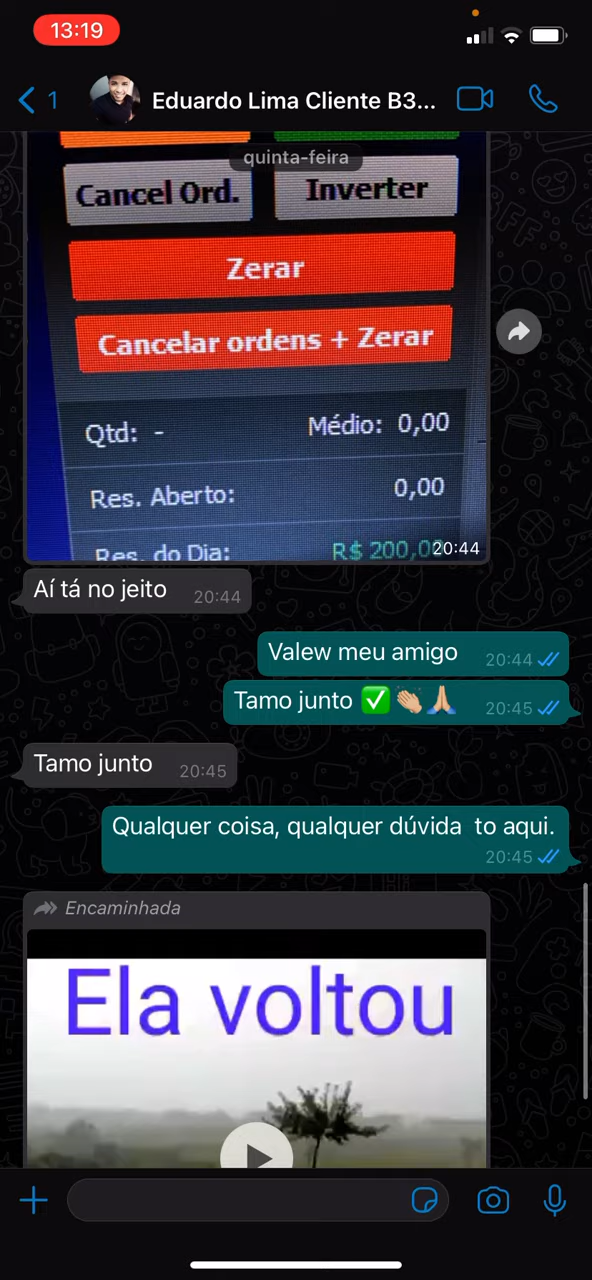 13:19
1
Eduardo Lima Cliente B3...
quinta-feira
Cancel Ord.
Inverter
Zerar
Cancelar ordens + Zerar
Qtd: -
Médio: 0,00
Res. Aberto:
0,00
Res. do Dia:
R$ 200,00
20:44
Aí tá no jeito 20:44
Valew meu amigo 20:44
Tamo junto ✅👏🏼🙏🏼 20:45
Tamo junto 20:45
Qualquer coisa, qualquer dúvida  to aqui.
20:45
Encaminhada
Ela voltou